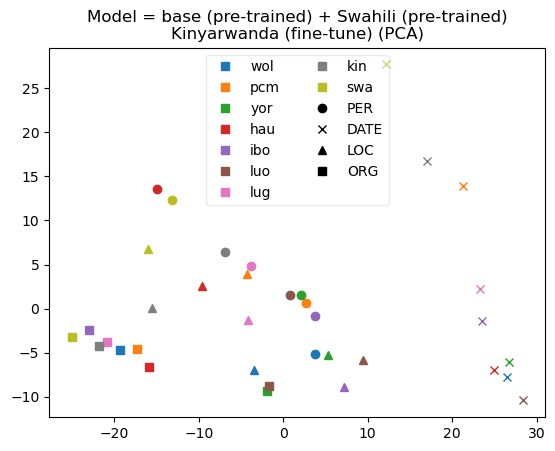 Model = base (pre-trained) + Swahili (pre-trained)
Kinyarwanda (fine-tune) (PCA)
wol
pcm
yor
hau
ibo
luo
lug
kin
swa
PER
DATE
LOC
ORG
25
20
15
10
5
0
−5
−10
−20
−10
0
10
20
30